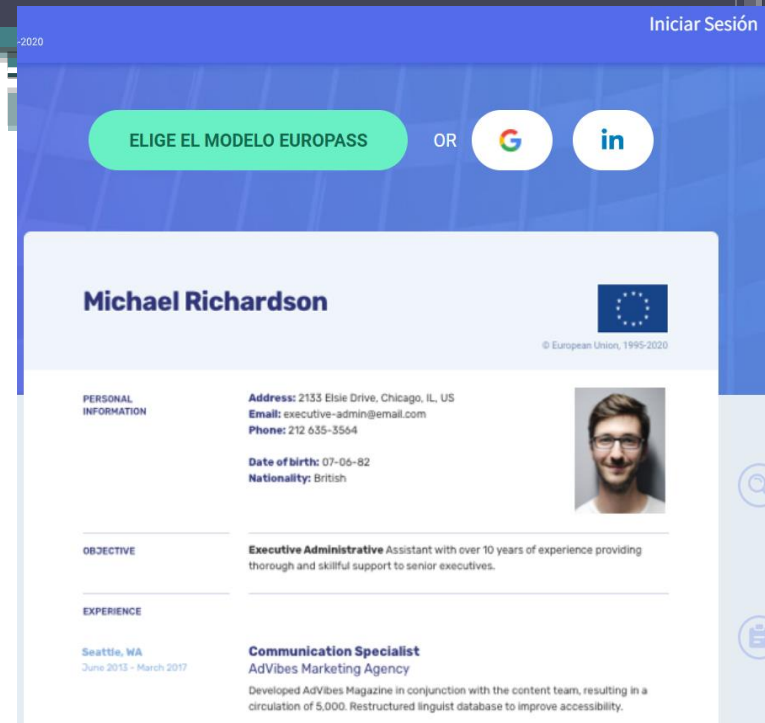 Iniciar Sesión
-2020
ELIGE EL MODELO EUROPASS OR G in
Michael Richardson
© European Union, 1995-2020
PERSONAL
INFORMATION
Address: 2133 Elsie Drive, Chicago, IL, US
Email: executive-admin@email.com
Phone: 212 635-3564
Date of birth: 07-06-82
Nationality: British
OBJECTIVE
Executive Administrative Assistant with over 10 years of experience providing
thorough and skillful support to senior executives.
EXPERIENCE
Seattle, WA
June 2013 - March 2017
Communication Specialist
AdVibes Marketing Agency
Developed AdVibes Magazine in conjunction with the content team, resulting in a
circulation of 5,000. Restructured linguist database to improve accessibility.